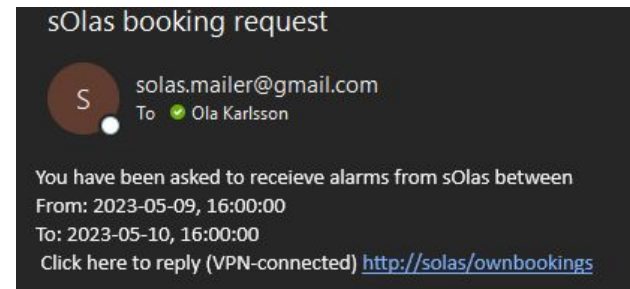 sOlas booking request
S
solas.mailer@gmail.com
To Ola Karlsson
You have been asked to receieve alarms from sOlas between
From: 2023-05-09, 16:00:00
To: 2023-05-10, 16:00:00
Click here to reply (VPN-connected) http://solas/ownbookings